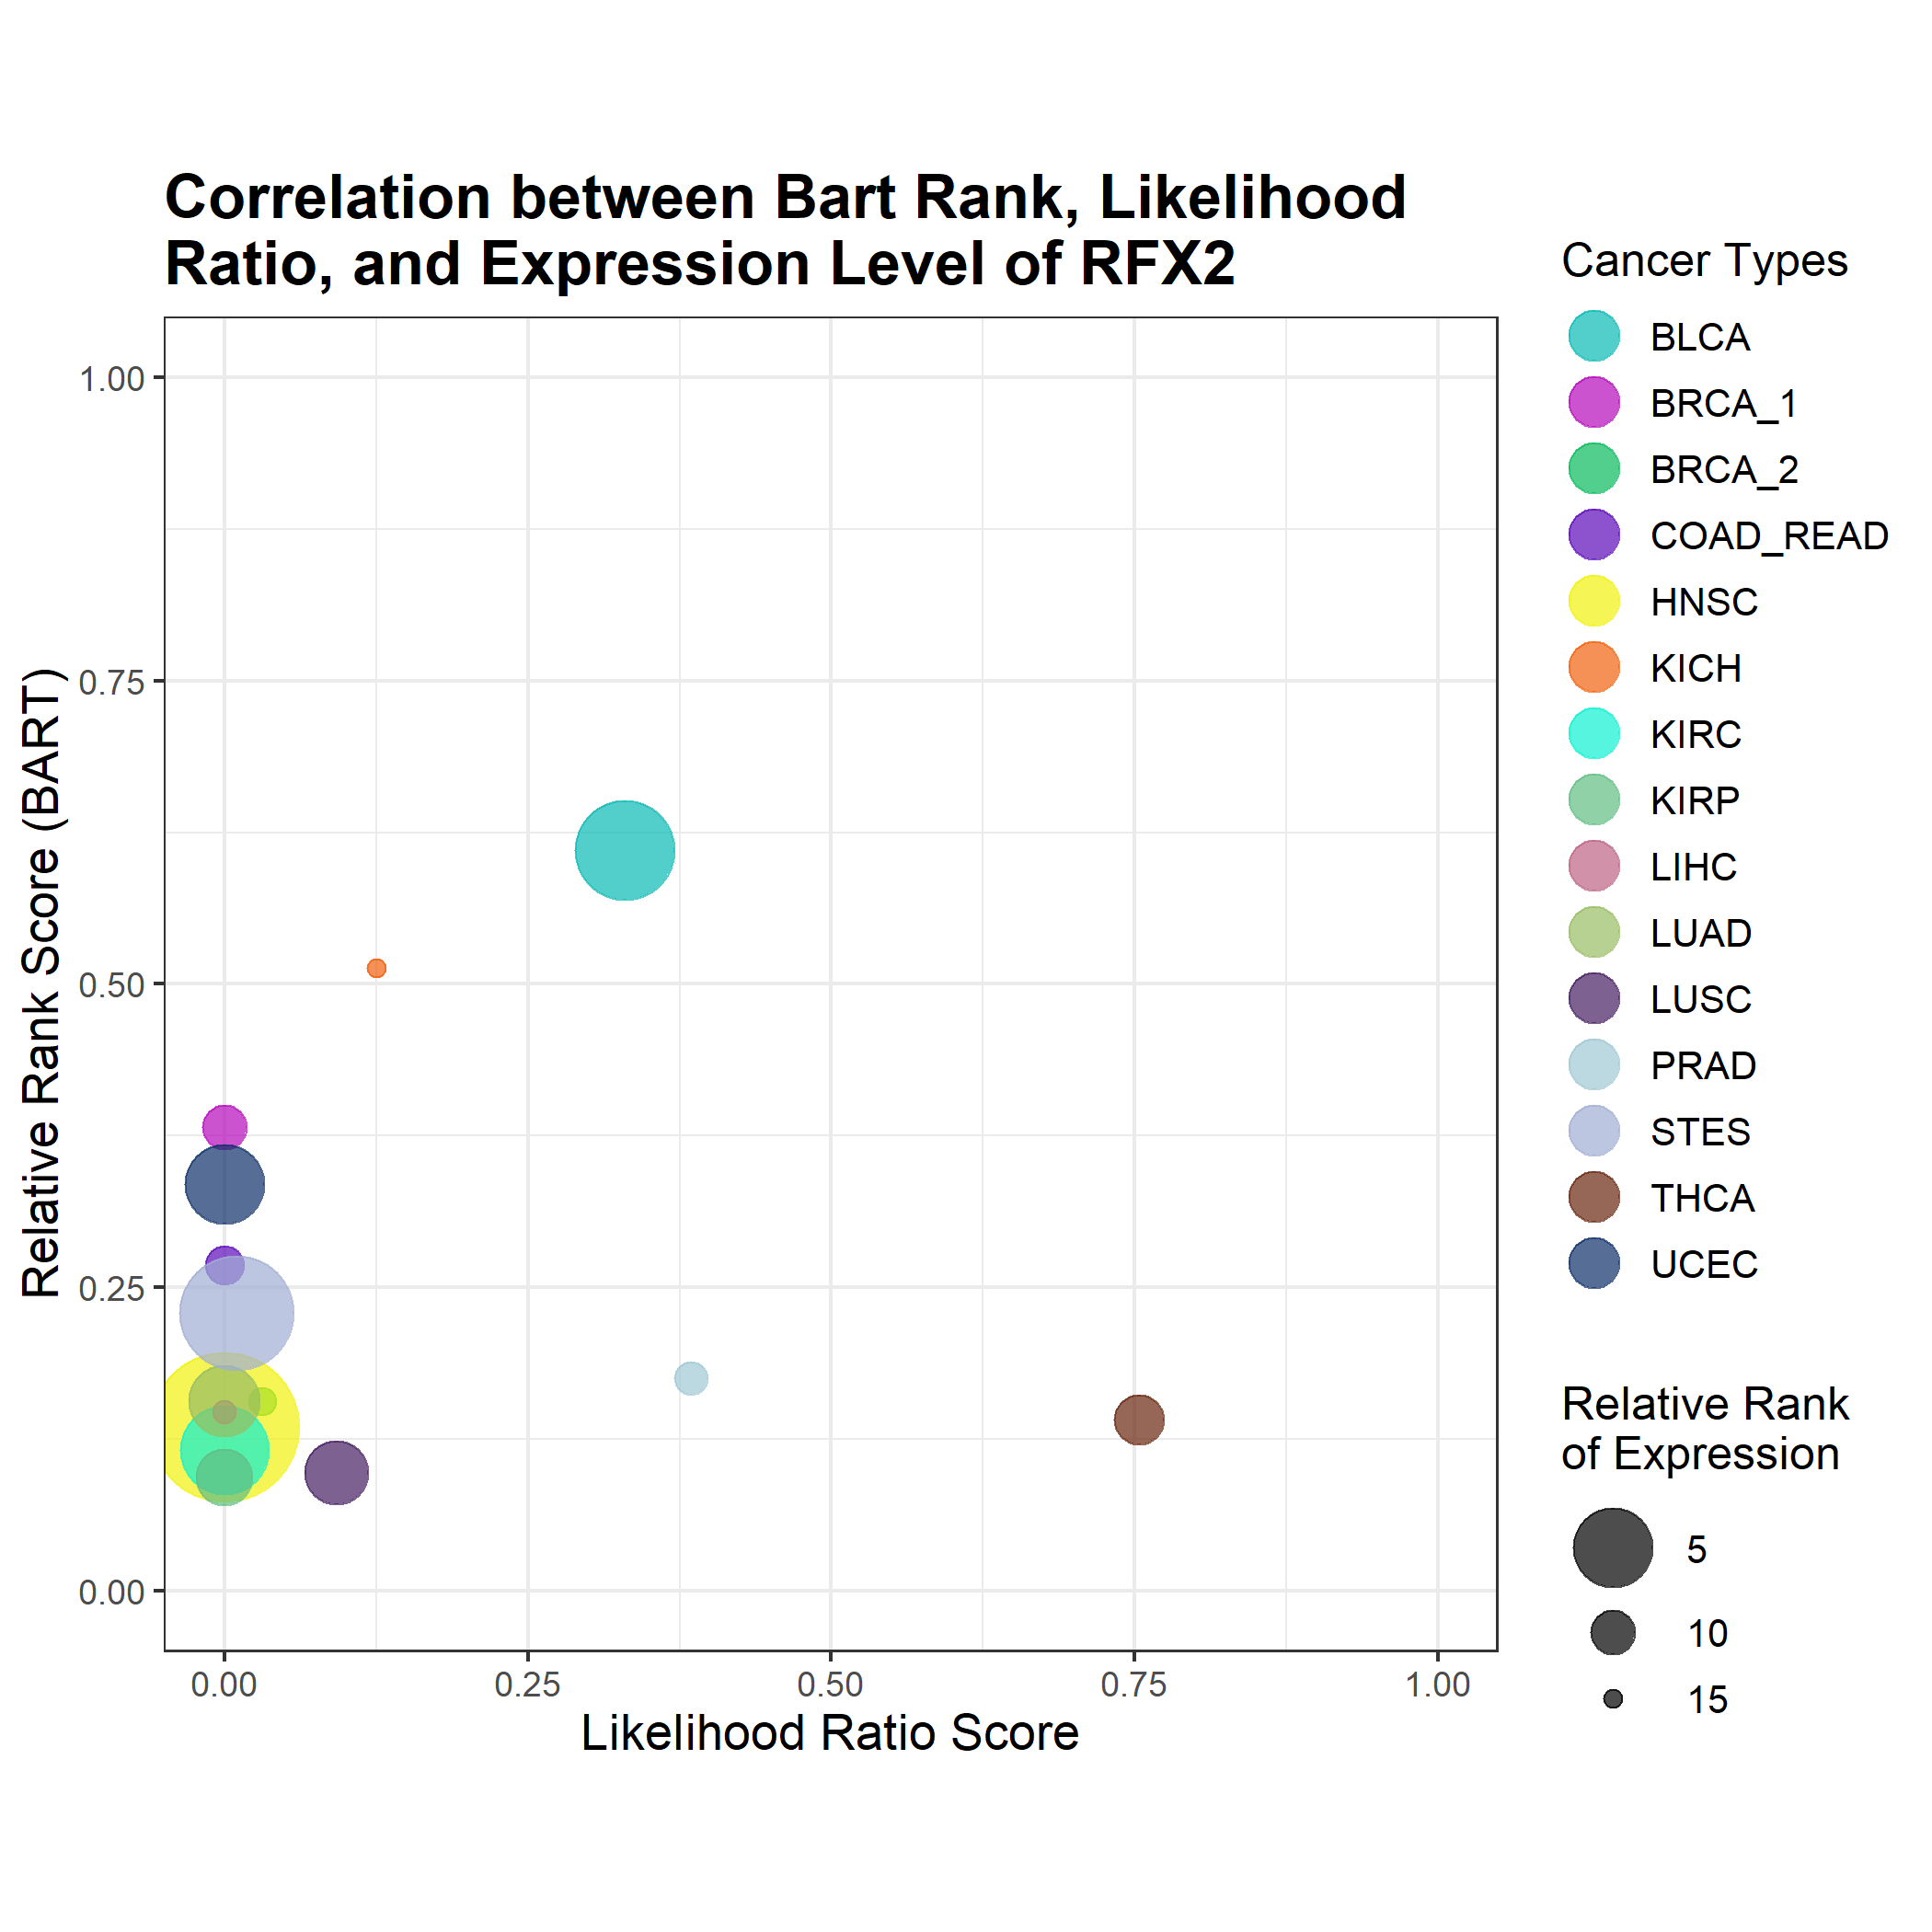 Correlation between Bart Rank, Likelihood
Ratio, and Expression Level of RFX2
Relative Rank Score (BART)
1.00
0.75
0.50
0.25
0.00
0.00
0.25
0.50
0.75
1.00
Likelihood Ratio Score
Cancer Types
BLCA
BRCA_1
BRCA_2
COAD_READ
HNSC
KICH
KIRC
KIRP
LIHC
LUAD
LUSC
PRAD
STES
THCA
UCEC
Relative Rank
of Expression
5
10
15